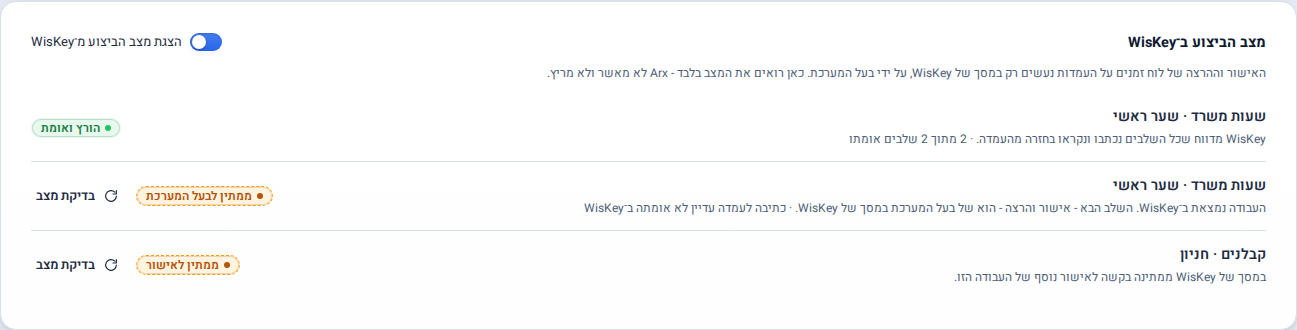 מצב הביצוע ב־WisKey
הצגת מצב הביצוע מ־WisKey
האישור וההרצה של לוח זמנים על העמדות נעשים רק במסך של WisKey, על ידי בעל המערכת. כאן רואים את המצב בלבד - Arx לא מאשר ולא מריץ.
שעות משרד · שער ראשי
הורץ ואומת
WisKey מדווח שכל השלבים נכתבו ונקראו בחזרה מהעמדה. · 2 מתוך 2 שלבים אומתו
שעות משרד · שער ראשי
ממתין לבעל המערכת
בדיקת מצב
העבודה נמצאת ב־WisKey. השלב הבא - אישור והרצה - הוא של בעל המערכת במסך של WisKey. · כתיבה לעמדה עדיין לא אומתה ב־WisKey
קבלנים · חניון
ממתין לאישור
בדיקת מצב
במסך של WisKey ממתינה בקשה לאישור נוסף של העבודה הזו.